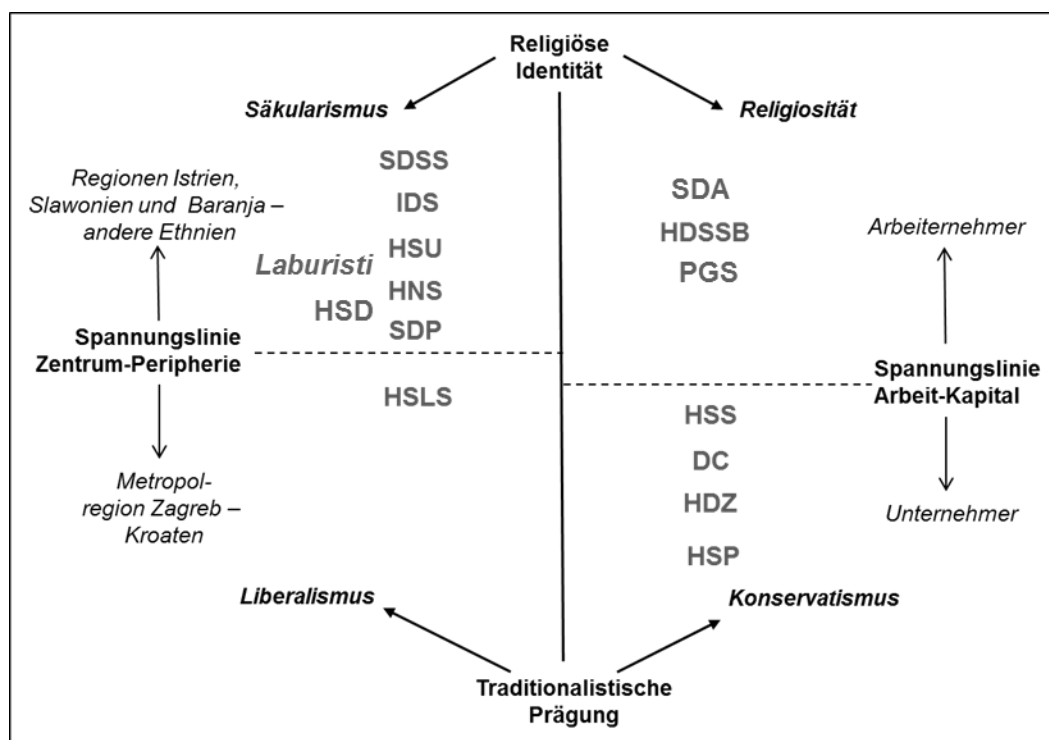 Religiöse
Identität
Säkularismus
Religiosität
SDSS
Regionen Istrien,
Slawonien und Baranja –
andere Ethnien
IDS
SDA
HDSSB
Arbeiternehmer
HSU
Laburisti
PGS
HNS
HSD
SDP
Spannungslinie
Zentrum-Peripherie
Spannungslinie
Arbeit-Kapital
HSLS
HSS
DC
Metropol-
region Zagreb –
Kroaten
HDZ
Unternehmer
HSP
Liberalismus
Konservatismus
Traditionalistische
Prägung